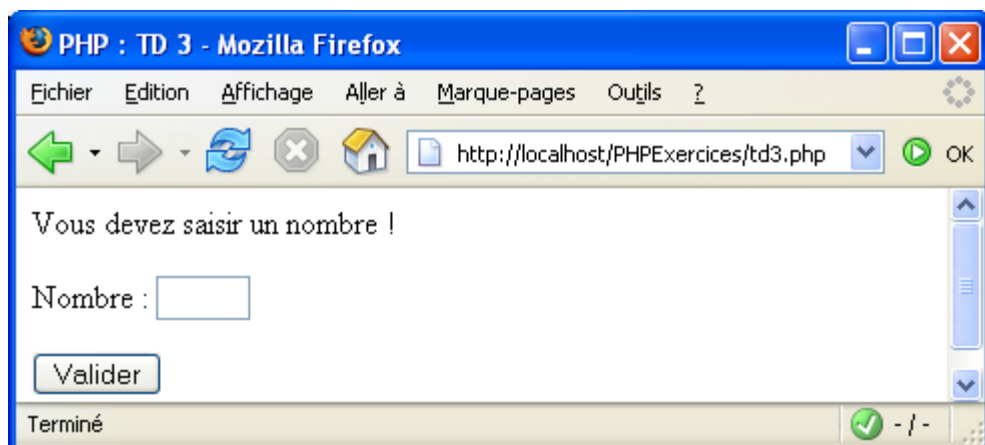 PHP : TD 3 - Mozilla Firefox
Fichier Edition Affichage Aller à Marque-pages Outils ?
http://localhost/PHPExercices/td3.php OK
Vous devez saisir un nombre !
Nombre :
Valider
Terminé - / -